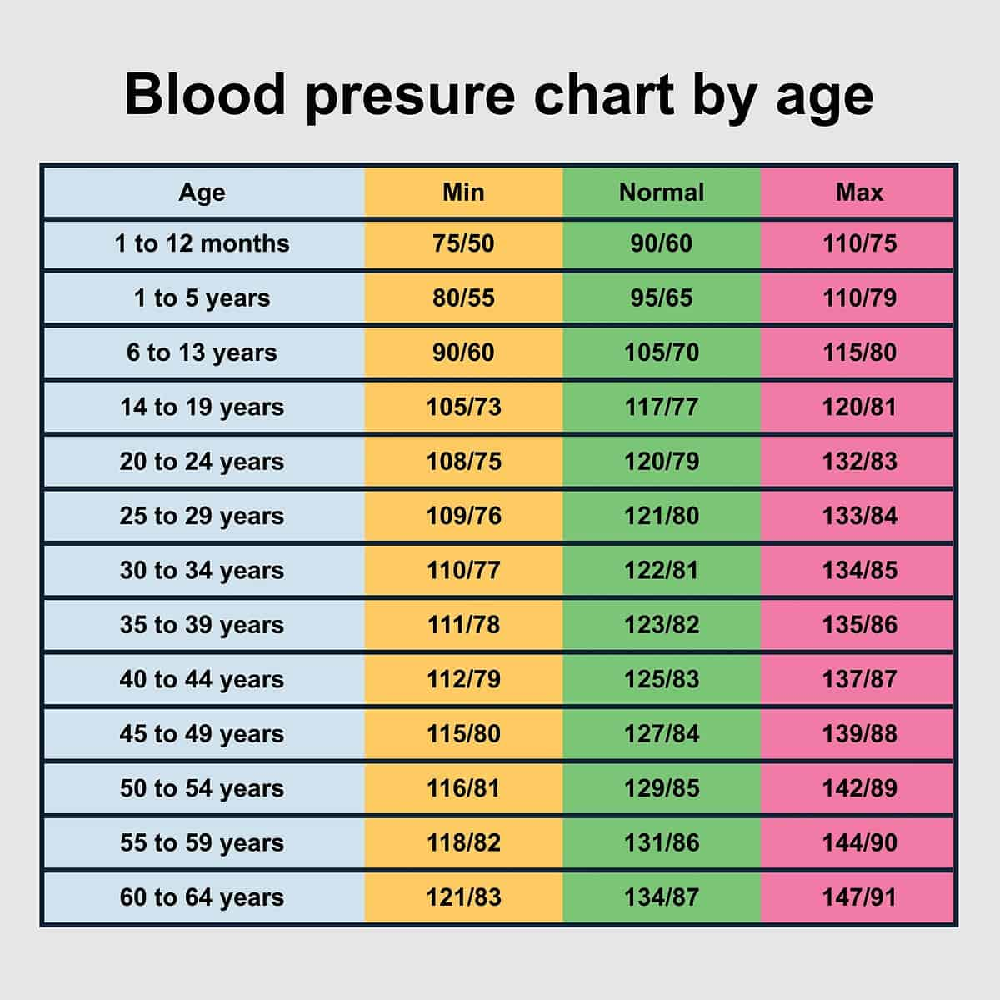 Blood presure chart by age
Age Min Normal Max
1 to 12 months 75/50 90/60 110/75
1 to 5 years 80/55 95/65 110/79
6 to 13 years 90/60 105/70 115/80
14 to 19 years 105/73 117/77 120/81
20 to 24 years 108/75 120/79 132/83
25 to 29 years 109/76 121/80 133/84
30 to 34 years 110/77 122/81 134/85
35 to 39 years 111/78 123/82 135/86
40 to 44 years 112/79 125/83 137/87
45 to 49 years 115/80 127/84 139/88
50 to 54 years 116/81 129/85 142/89
55 to 59 years 118/82 131/86 144/90
60 to 64 years 121/83 134/87 147/91